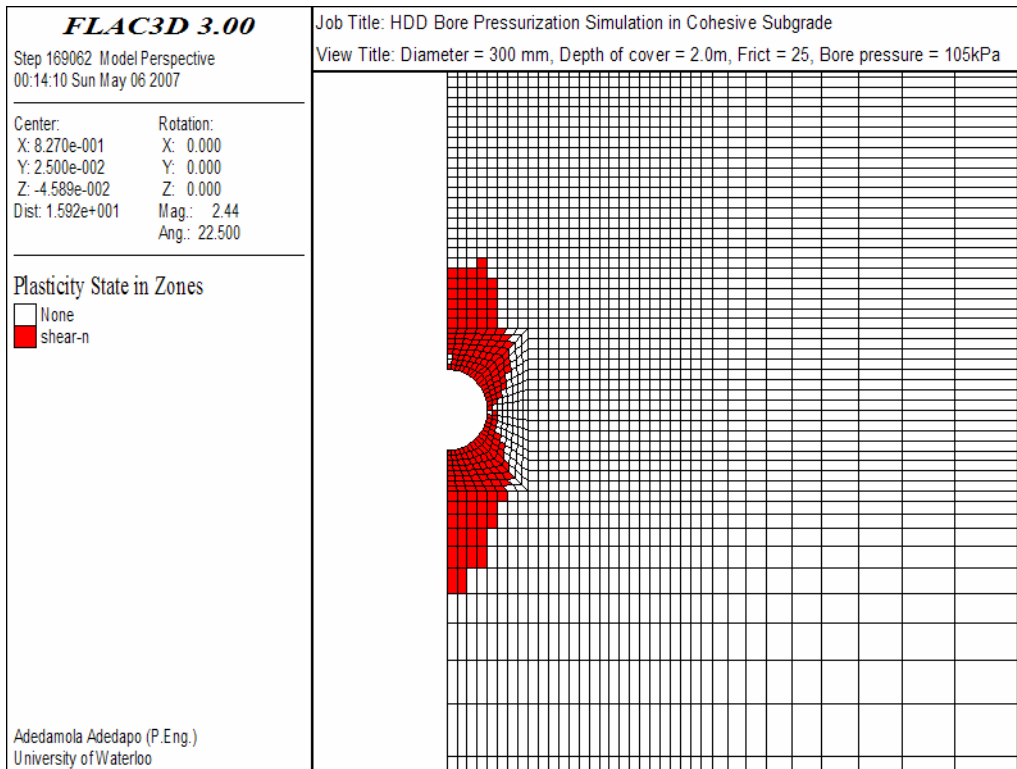 FLAC3D 3.00
Step 169062 Model Perspective
00:14:10 Sun May 06 2007
Center:
X: 8.270e-001
Y: 2.500e-002
Z: -4.589e-002
Dist: 1.592e+001
Rotation:
X: 0.000
Y: 0.000
Z: 0.000
Mag.: 2.44
Ang.: 22.500
Plasticity State in Zones
None
shear-n
Adedamola Adedapo (P.Eng.)
University of Waterloo
Job Title: HDD Bore Pressurization Simulation in Cohesive Subgrade
View Title: Diameter = 300 mm, Depth of cover = 2.0m, Frict = 25, Bore pressure = 105kPa